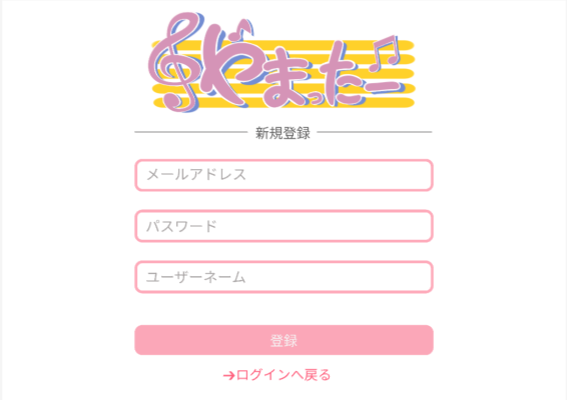 やまったー
新規登録
メールアドレス
パスワード
ユーザーネーム
登録
➔ログインへ戻る